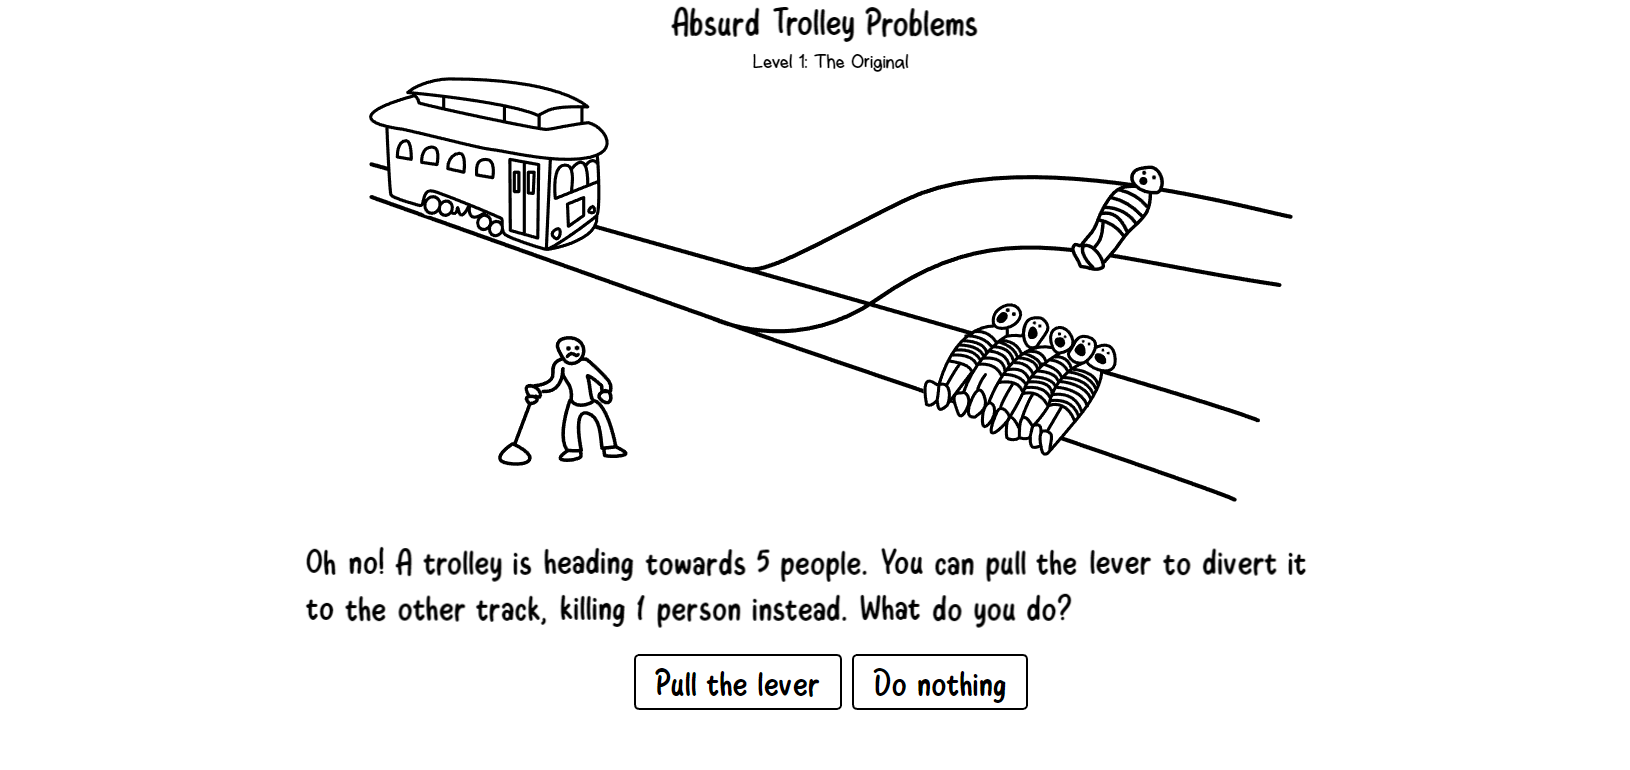 Absurd Trolley Problems
Level 1: The Original
Oh no! A trolley is heading towards 5 people. You can pull the lever to divert it
to the other track, killing 1 person instead. What do you do?
Pull the lever
Do nothing